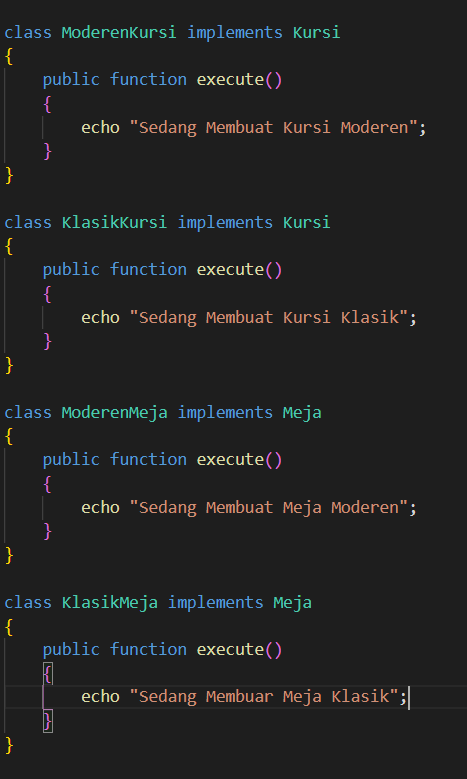 class ModerenKursi implements Kursi
{
    public function execute()
    {
        echo "Sedang Membuat Kursi Moderen";
    }
}
class KlasikKursi implements Kursi
{
    public function execute()
    {
        echo "Sedang Membuat Kursi Klasik";
    }
}
class ModerenMeja implements Meja
{
    public function execute()
    {
        echo "Sedang Membuat Meja Moderen";
    }
}
class KlasikMeja implements Meja
{
    public function execute()
    {
        echo "Sedang Membuar Meja Klasik";
    }
}